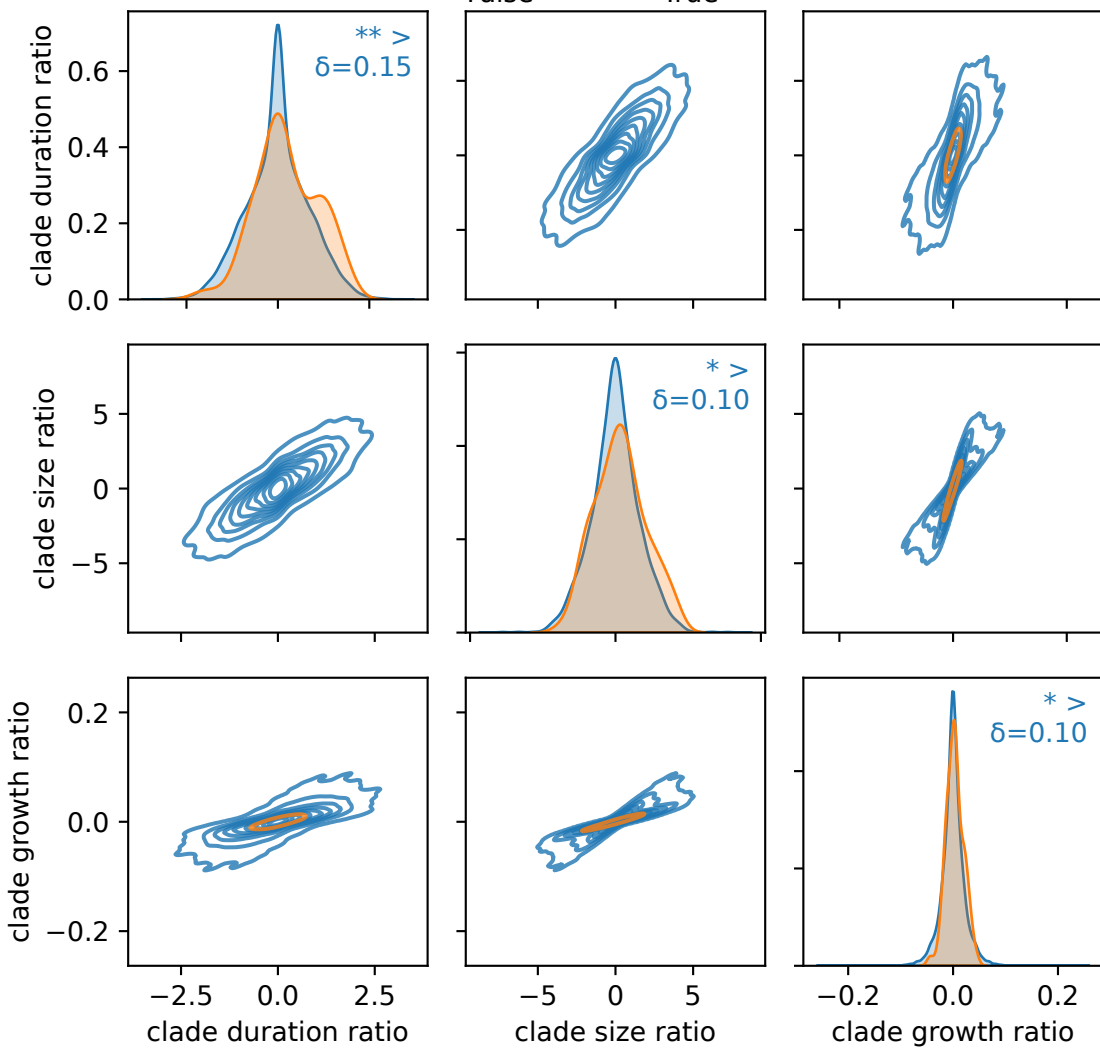 raise True
** >
δ=0.15
clade duration ratio
0.6
0.4
0.2
0.0
* >
δ=0.10
clade size ratio
5
0
−5
* >
δ=0.10
clade growth ratio
0.2
0.0
−0.2
−2.5 0.0 2.5 −5 0 5 −0.2 0.0 0.2
clade duration ratio clade size ratio clade growth ratio